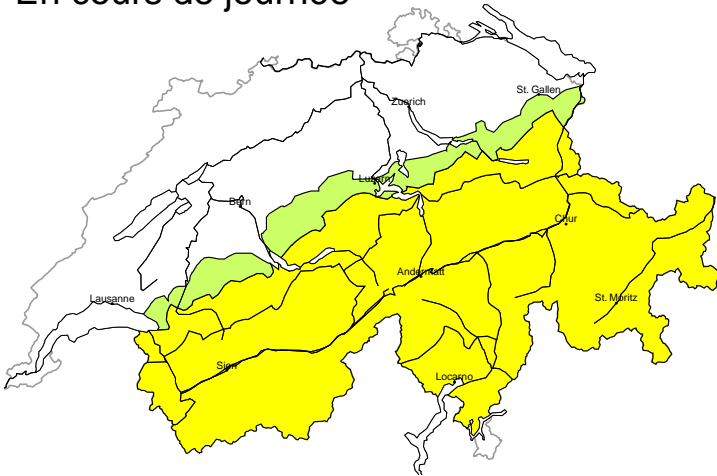 En cours de journée
St. Gallen
Zuerich
Luzern
Bern
Chur
Andermatt
Lausanne
St. Moritz
Sion
Locarno